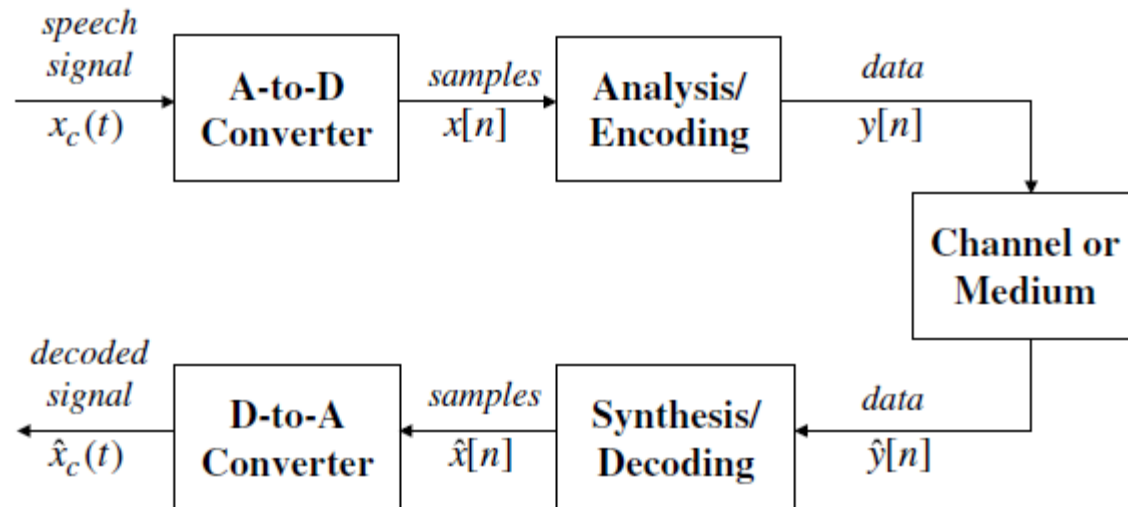 speech
signal
x_c(t)
A-to-D
Converter
samples
x[n]
Analysis/
Encoding
data
y[n]
Channel or
Medium
decoded
signal
x̂_c(t)
D-to-A
Converter
samples
x̂[n]
Synthesis/
Decoding
data
ŷ[n]